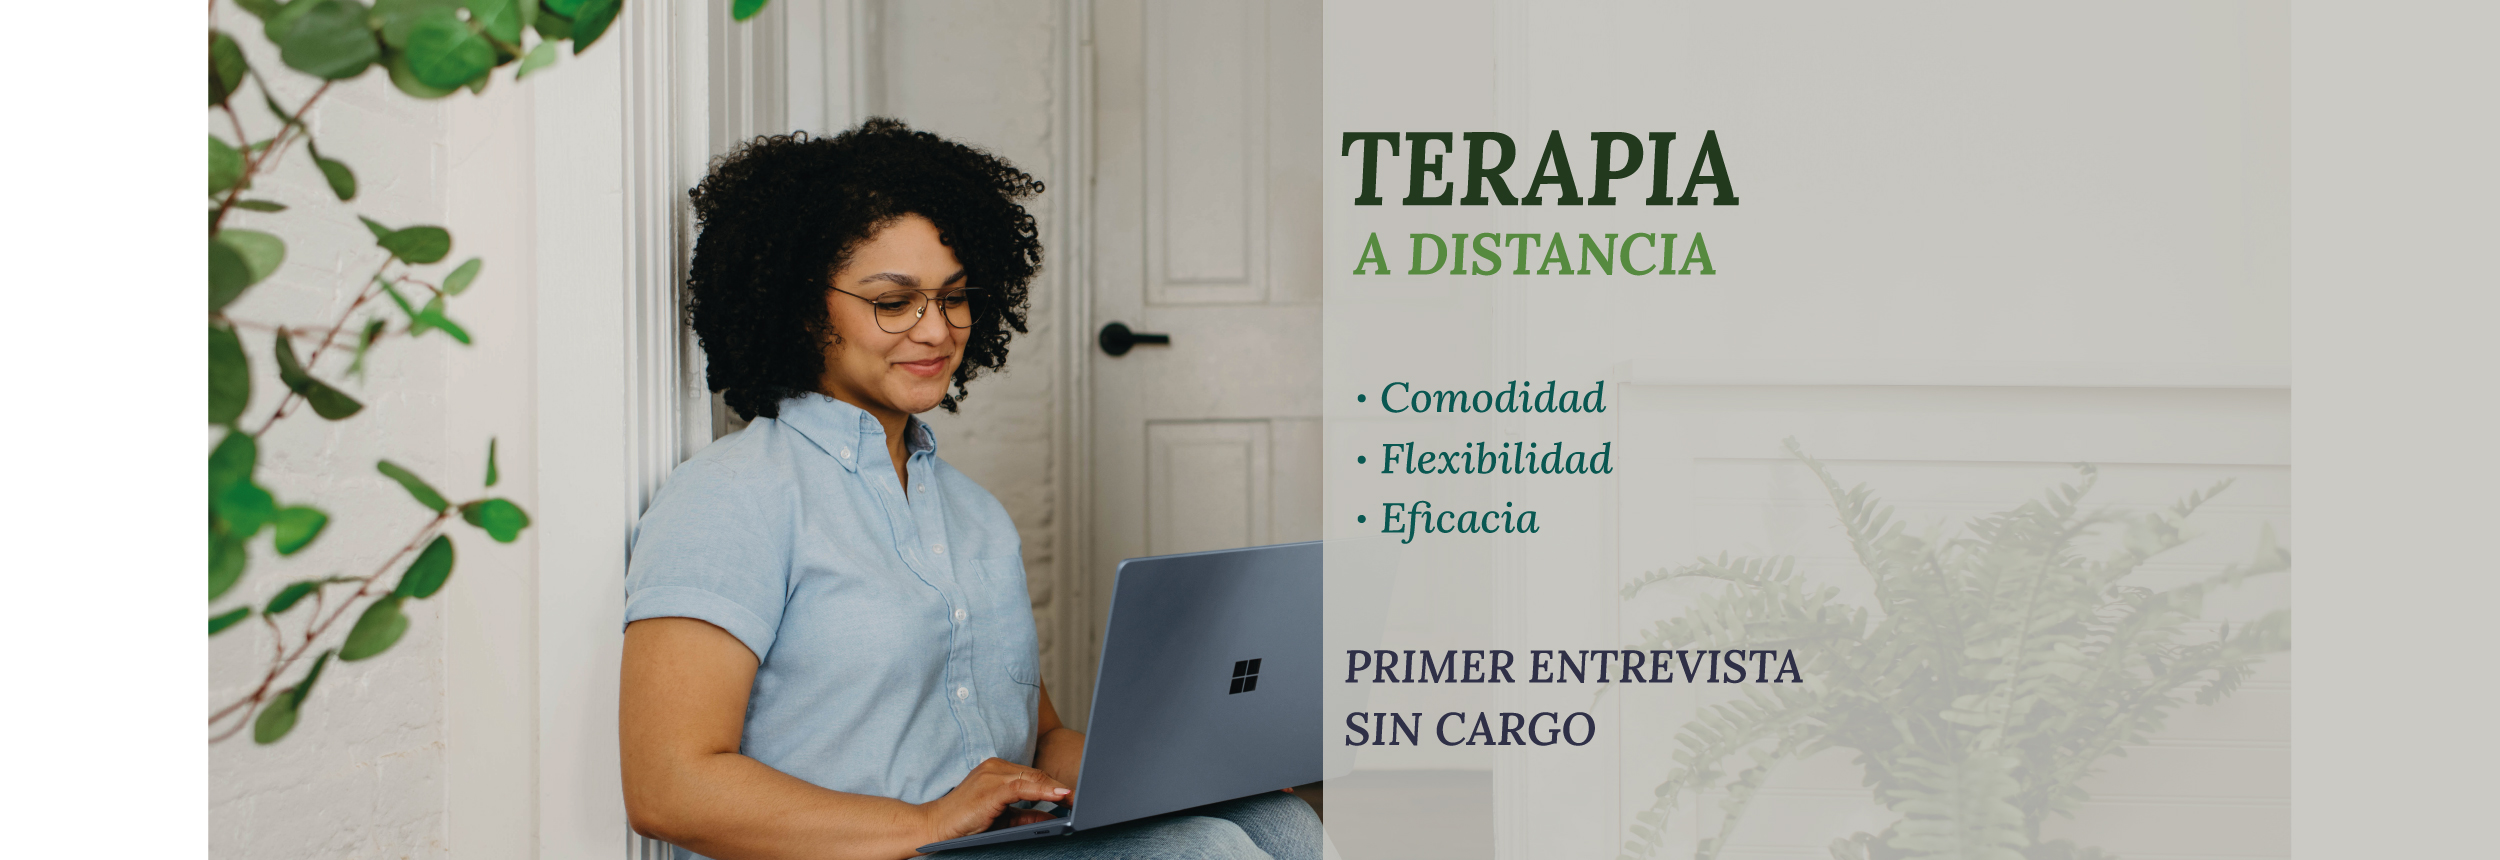 TERAPIA
A DISTANCIA
• Comodidad
• Flexibilidad
• Eficacia
PRIMER ENTREVISTA
SIN CARGO